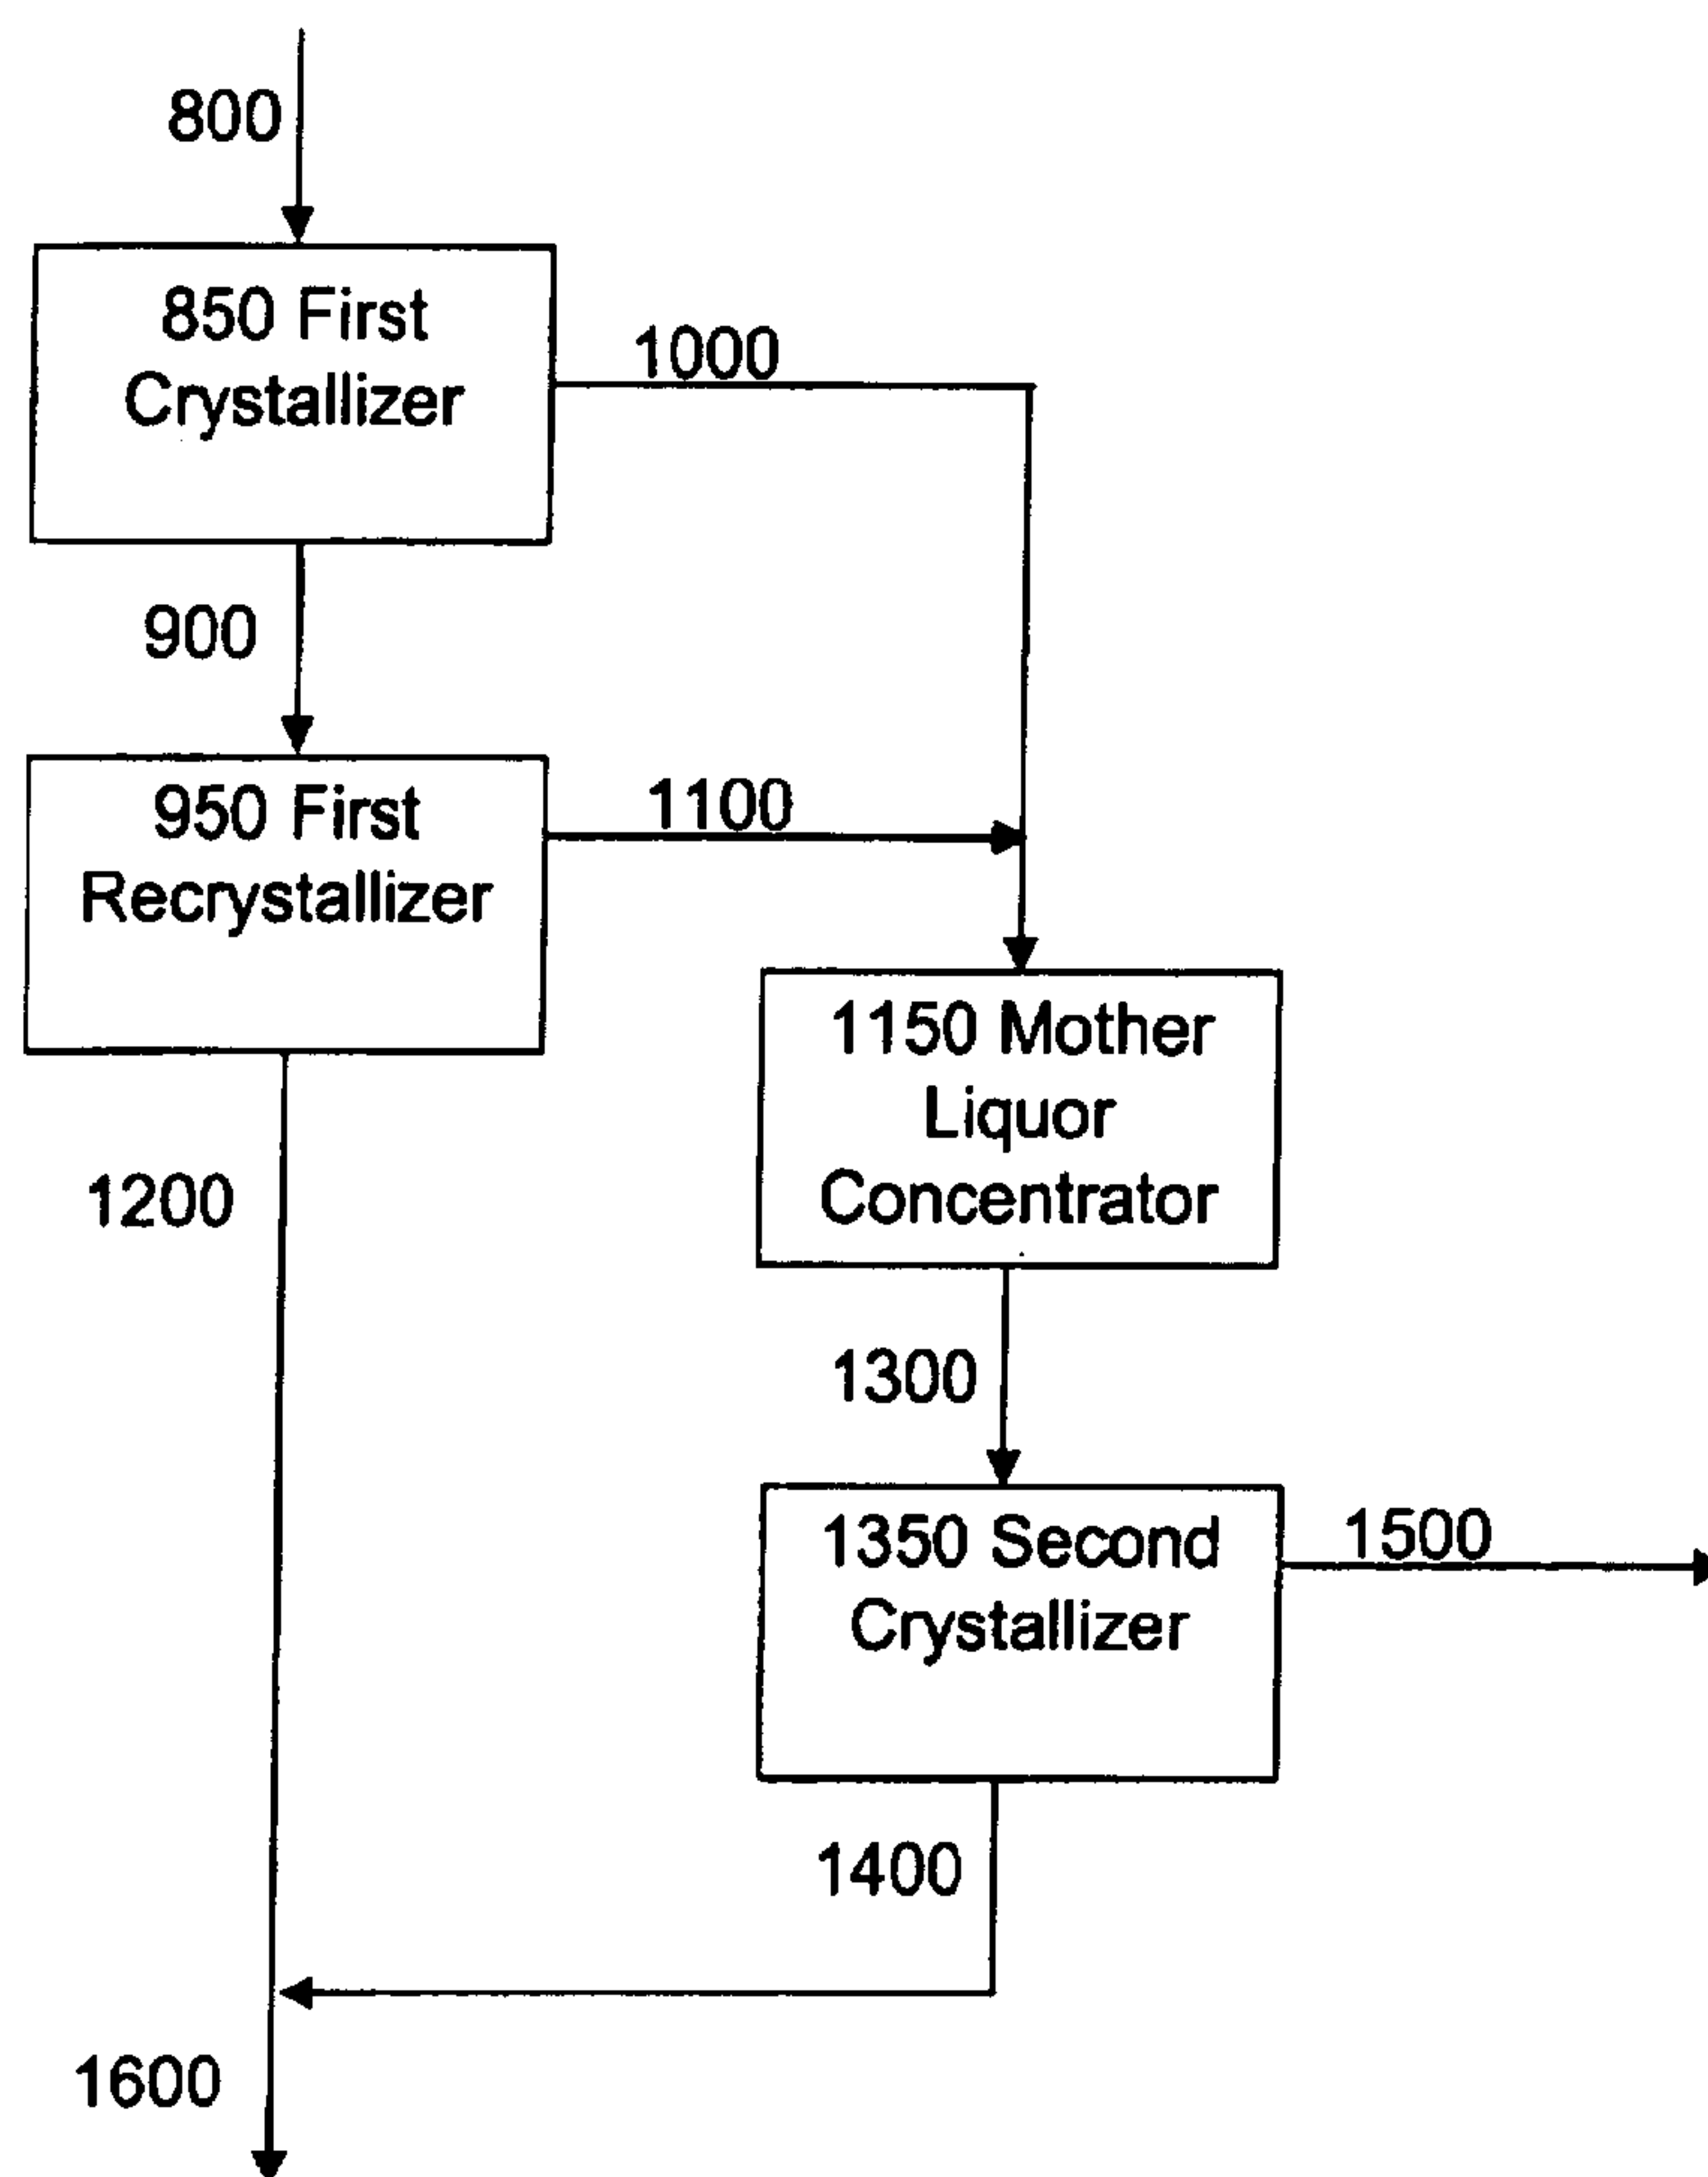 800
850 First
Crystallizer
1000
900
950 First
Recrystallizer
1100
1150 Mother
Liquor
Concentrator
1200
1300
1350 Second
Crystallizer
1500
1400
1600